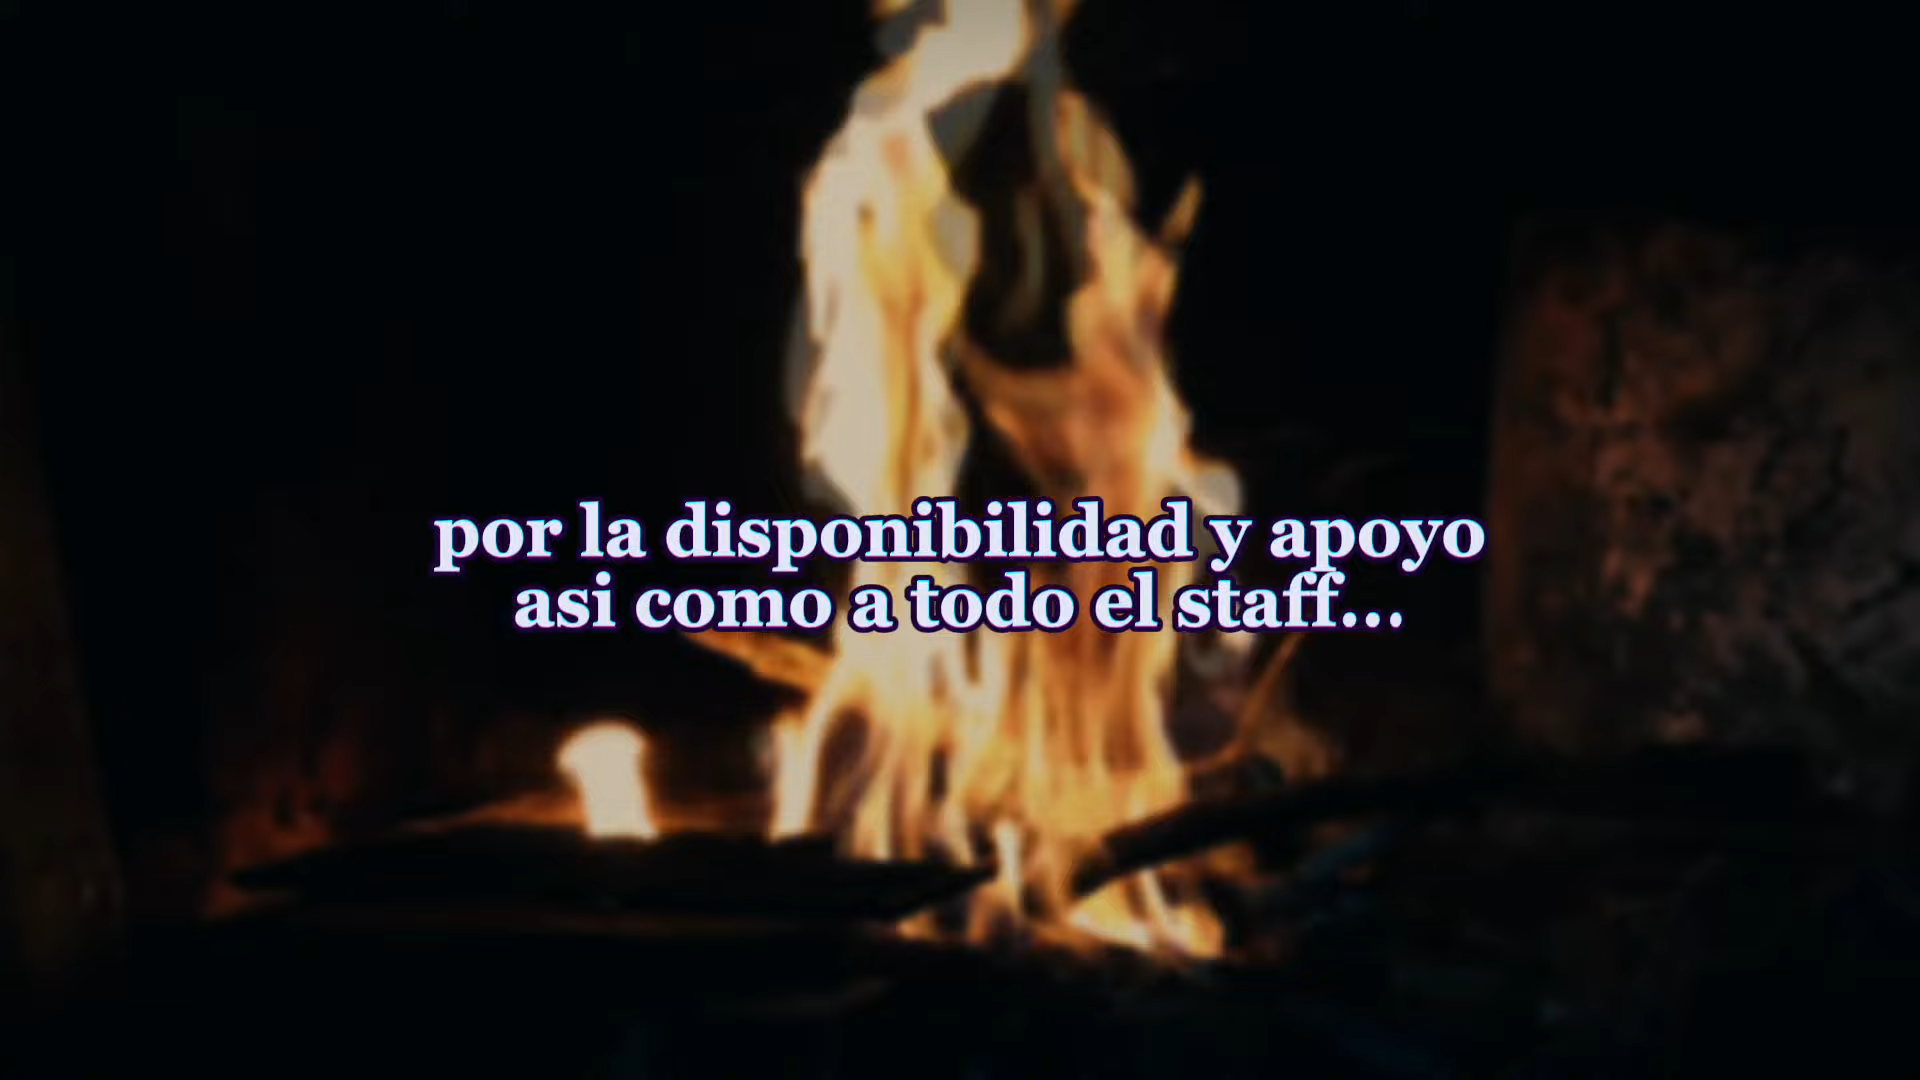 por la disponibilidad y apoyo
asi como a todo el staff...